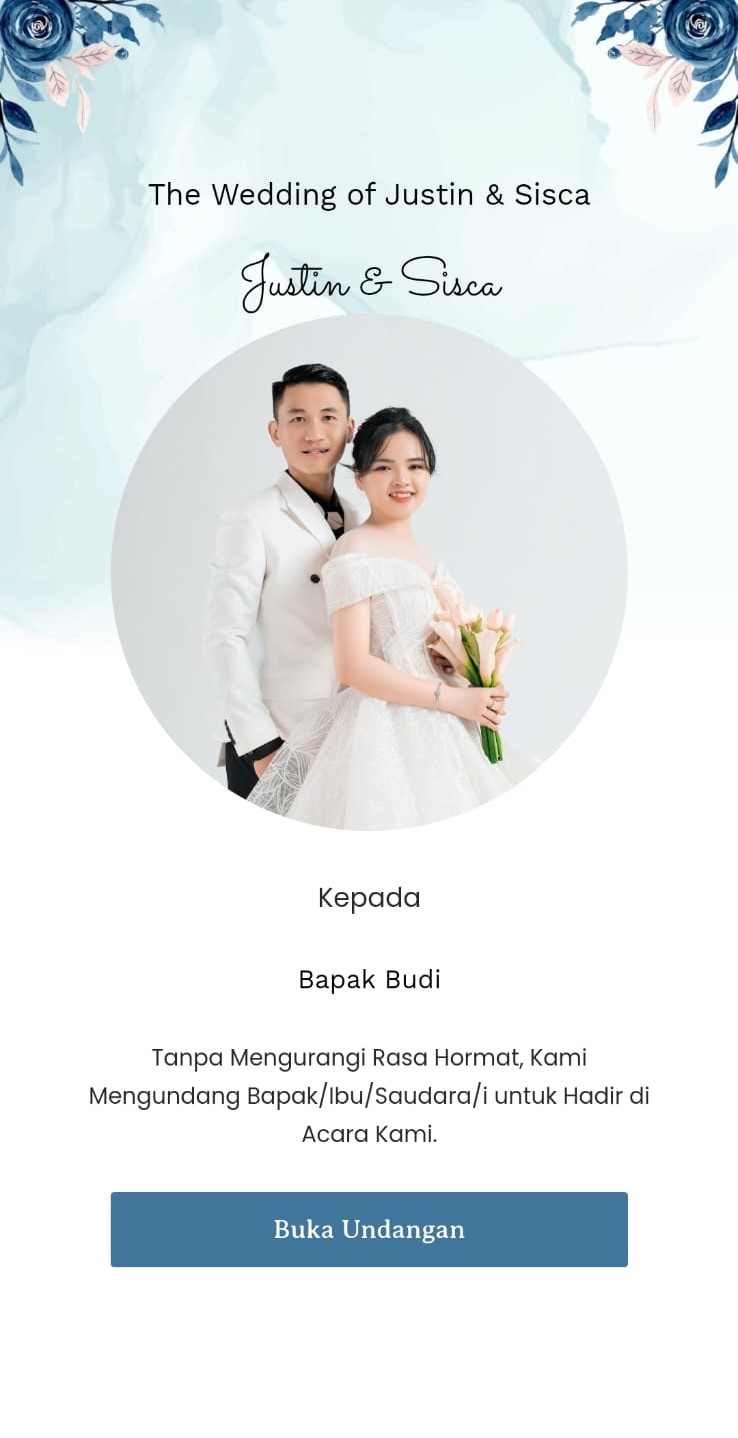 The Wedding of Justin & Sisca
Justin & Sisca
Kepada
Bapak Budi
Tanpa Mengurangi Rasa Hormat, Kami
Mengundang Bapak/Ibu/Saudara/i untuk Hadir di
Acara Kami.
Buka Undangan